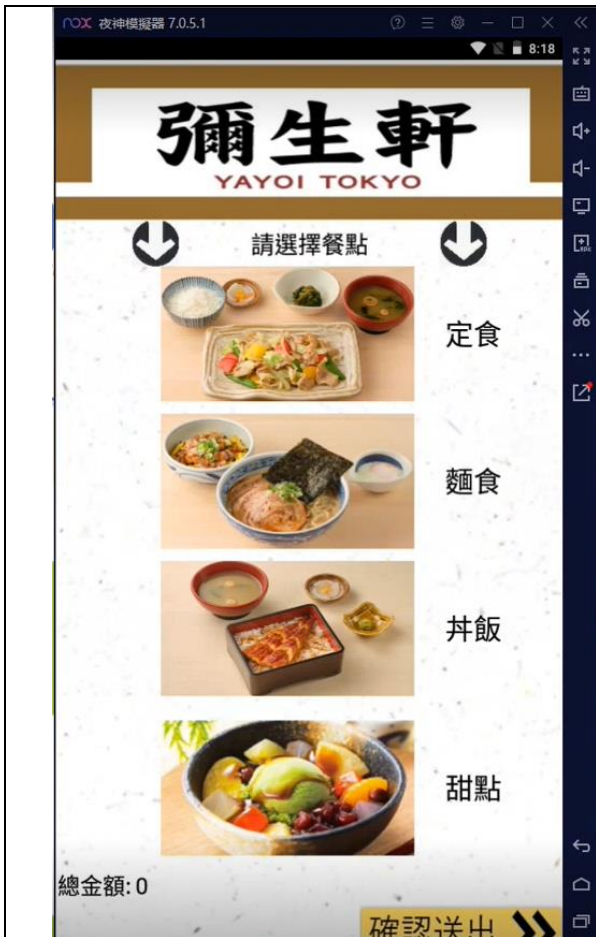 nox 夜神模擬器 7.0.5.1
8:18
彌生軒
YAYOI TOKYO
請選擇餐點
定食
麵食
丼飯
甜點
總金額: 0
確認送出